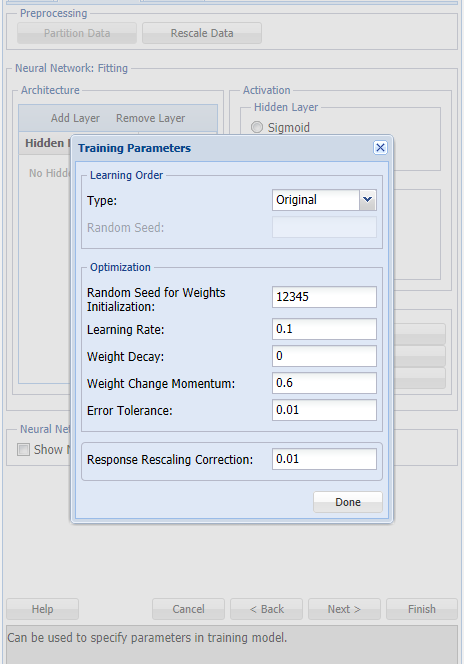 Preprocessing
Partition Data Rescale Data
Neural Network: Fitting
Architecture Activation
Hidden Layer
Add Layer Remove Layer
Sigmoid
Hidden
No
Training Parameters
Learning Order
Type: Original
Random Seed:
Optimization
Random Seed for Weights
Initialization: 12345
Learning Rate: 0.1
Weight Decay: 0
Weight Change Momentum: 0.6
Error Tolerance: 0.01
Response Rescaling Correction: 0.01
Done
Neural
Show
Help Cancel < Back Next > Finish
Can be used to specify parameters in training model.